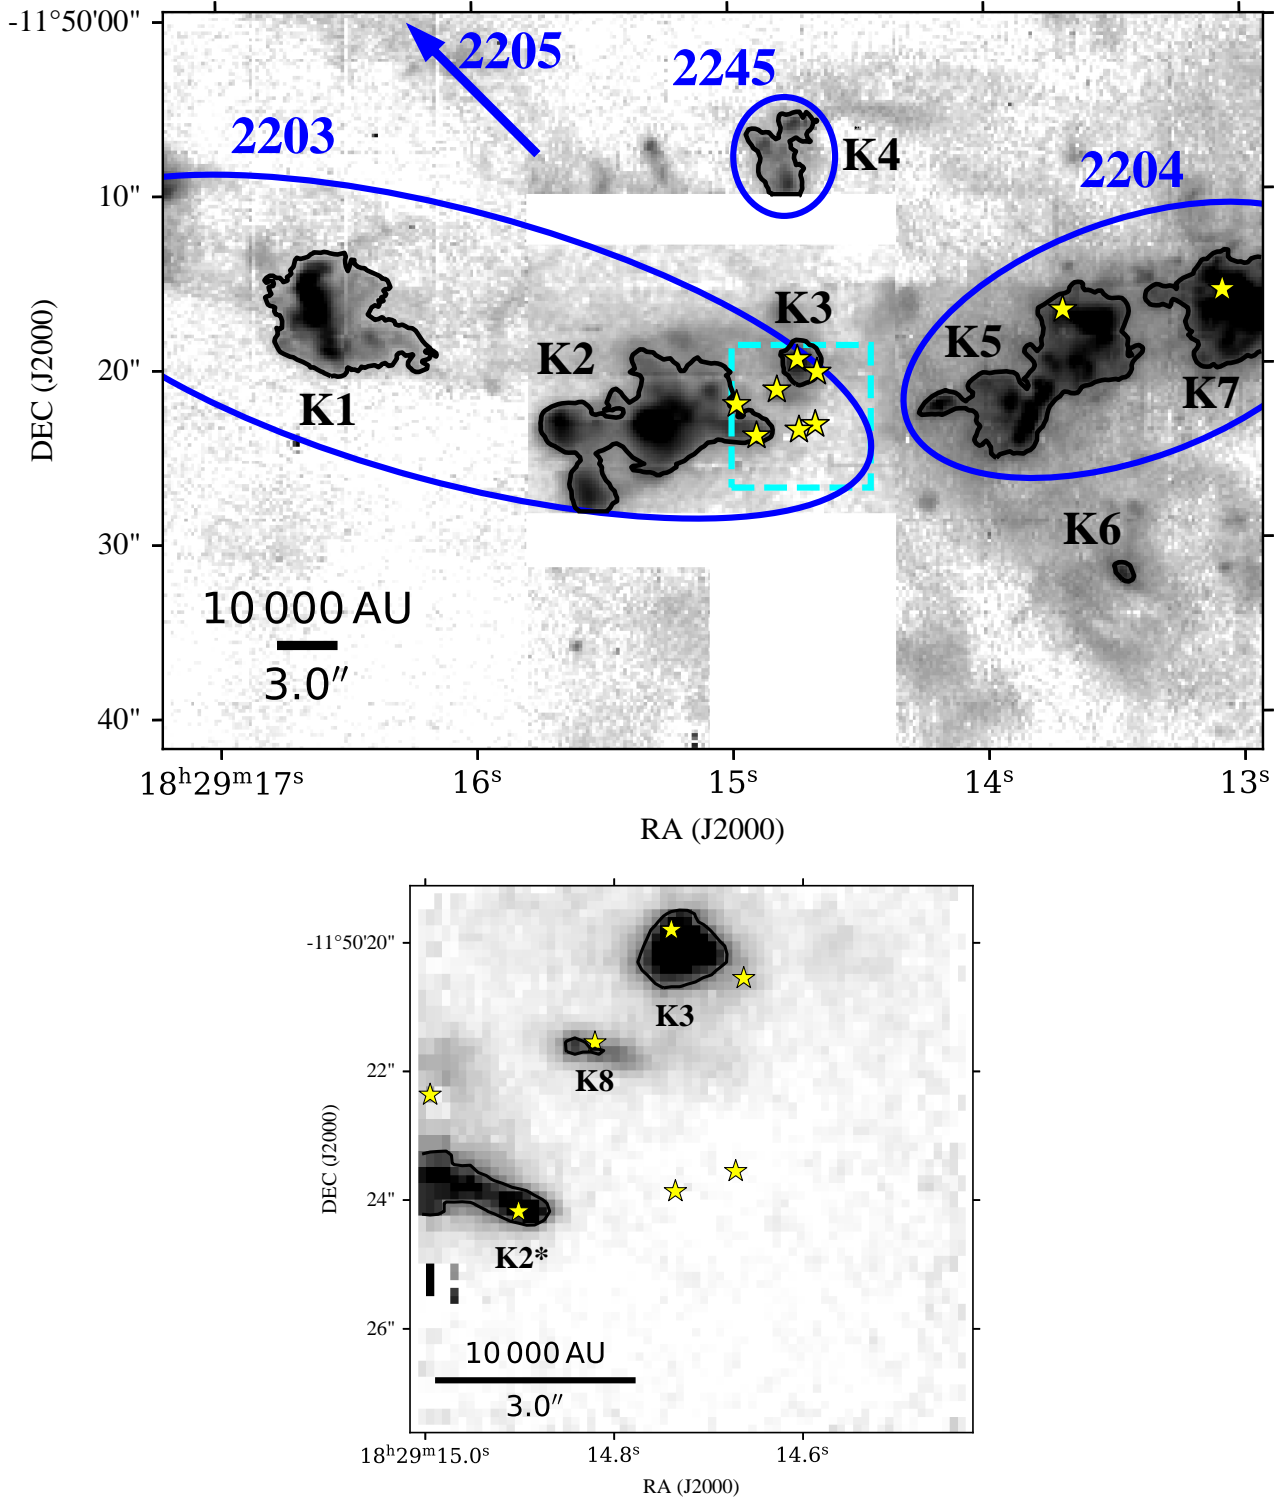 -11°50'00"
2205
2245
2203
K4
2204
10"
K3
K5
K2
20"
K7
K1
DEC (J2000)
K6
30"
10 000 AU
3.0″
40"
18ʰ29ᵐ17ˢ 16ˢ 15ˢ 14ˢ 13ˢ
RA (J2000)
-11°50'20"
K3
22"
K8
DEC (J2000)
24"
K2*
26"
10 000 AU
3.0″
18ʰ29ᵐ15.0ˢ 14.8ˢ 14.6ˢ
RA (J2000)